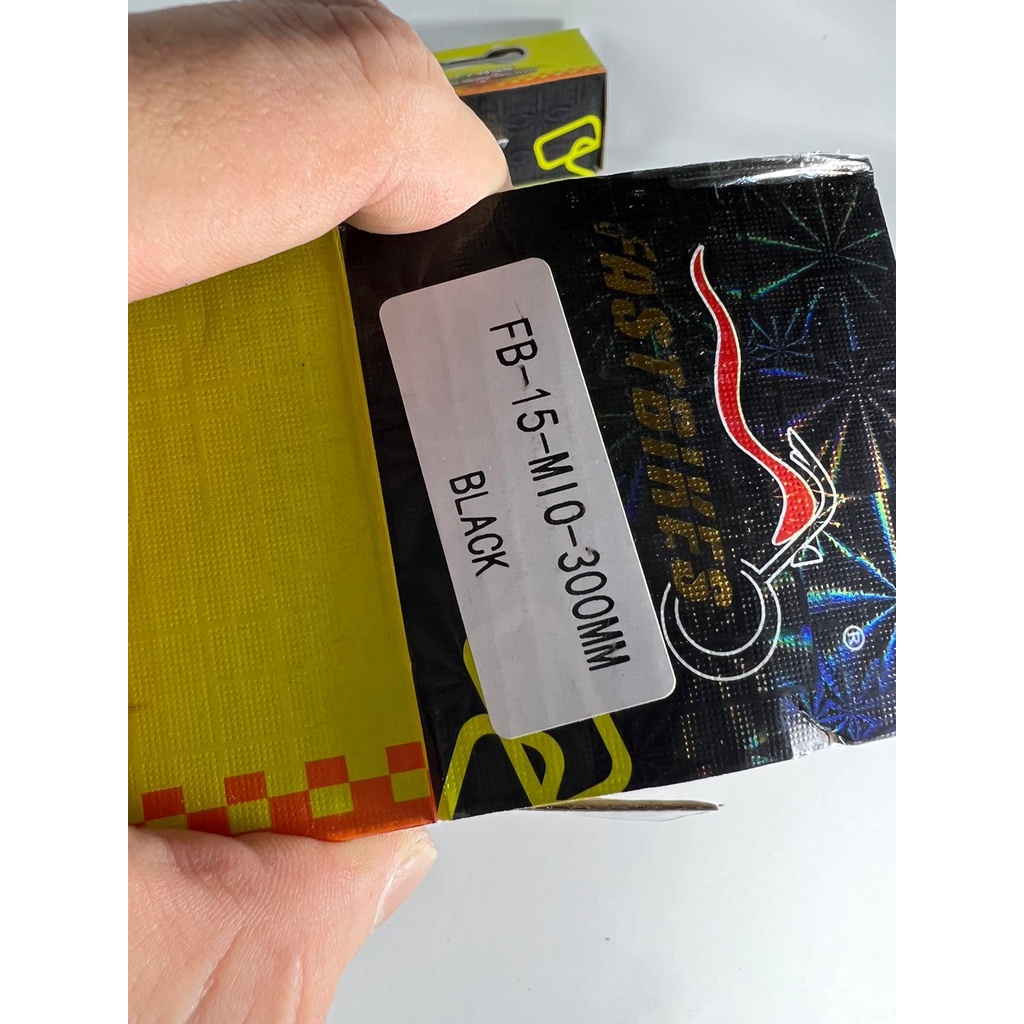 FASTBIKES
®
FB-15-MIO-300MM
BLACK